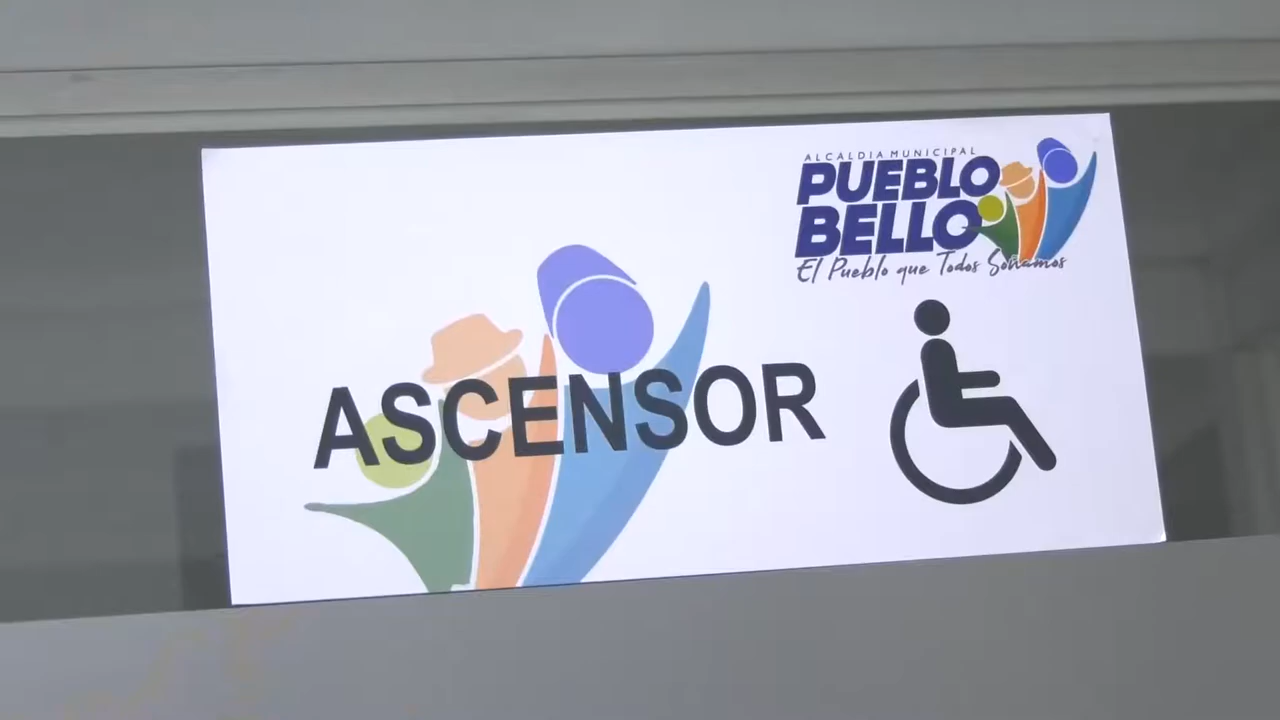 ALCALDIA MUNICIPAL
PUEBLO
BELLO
El Pueblo que Todos Soñamos
ASCENSOR